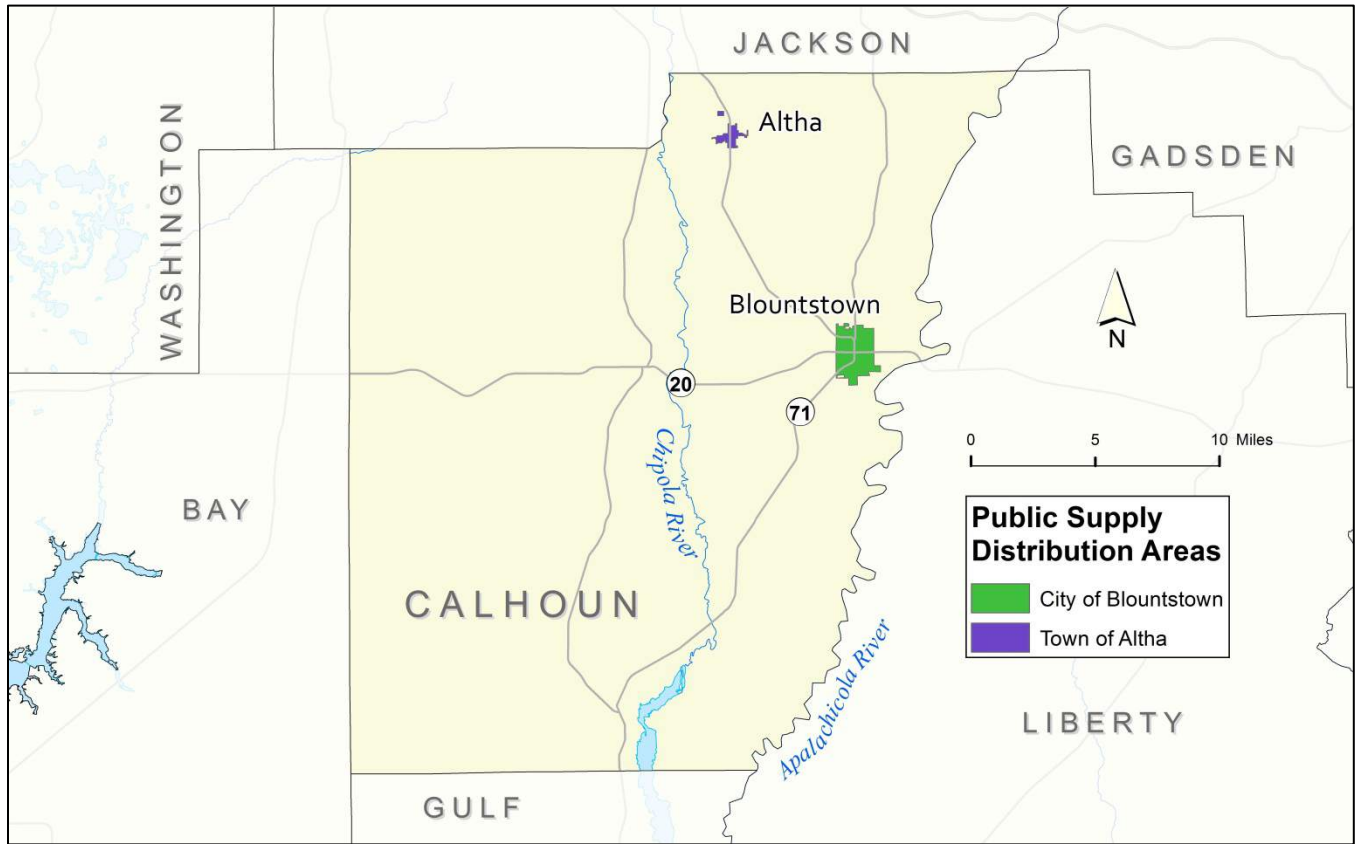 JACKSON
WASHINGTON
Altha
GADSDEN
Blountstown
N
20
71
0 5 10 Miles
Chipola River
BAY
Public Supply
Distribution Areas
City of Blountstown
Town of Altha
CALHOUN
Apalachicola River
LIBERTY
GULF